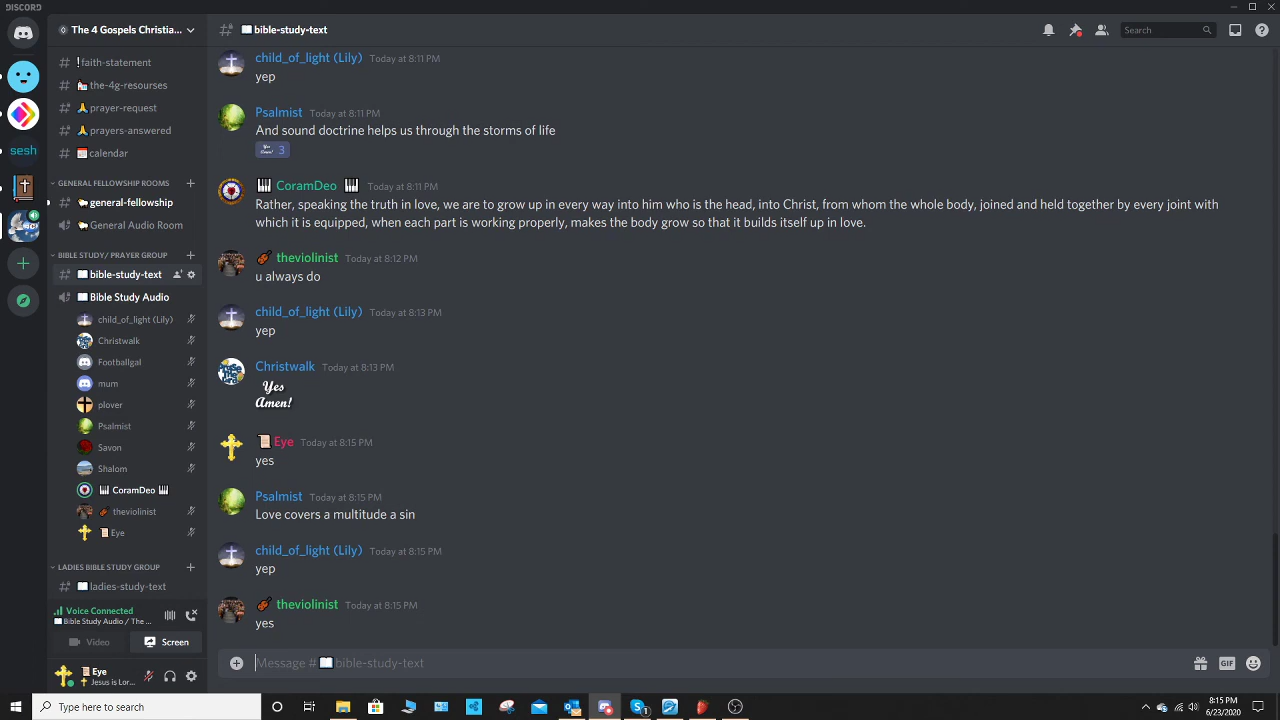 DISCORD
The 4 Gospels Christia...
bible-study-text
Search
faith-statement
the-4g-resourses
prayer-request
prayers-answered
calendar
GENERAL FELLOWSHIP ROOMS
general-fellowship
General Audio Room
BIBLE STUDY/ PRAYER GROUP
bible-study-text
Bible Study Audio
child_of_light (Lily)
Christwalk
Footballgal
mum
plover
Psalmist
Savon
Shalom
CoramDeo
theviolinist
Eye
LADIES BIBLE STUDY GROUP
ladies-study-text
Voice Connected
Bible Study Audio / The ...
Video
Screen
Eye
Jesus is Lor...
sesh
child_of_light (Lily) Today at 8:11 PM
yep
Psalmist Today at 8:11 PM
And sound doctrine helps us through the storms of life
Yes Amen! 3
CoramDeo Today at 8:11 PM
Rather, speaking the truth in love, we are to grow up in every way into him who is the head, into Christ, from whom the whole body, joined and held together by every joint with
which it is equipped, when each part is working properly, makes the body grow so that it builds itself up in love.
theviolinist Today at 8:12 PM
u always do
child_of_light (Lily) Today at 8:13 PM
yep
Christwalk Today at 8:13 PM
Yes
Amen!
Eye Today at 8:15 PM
yes
Psalmist Today at 8:15 PM
Love covers a multitude a sin
child_of_light (Lily) Today at 8:15 PM
yep
theviolinist Today at 8:15 PM
yes
Message # bible-study-text
GIF
Type here to search
8:15 PM
6/23/2020